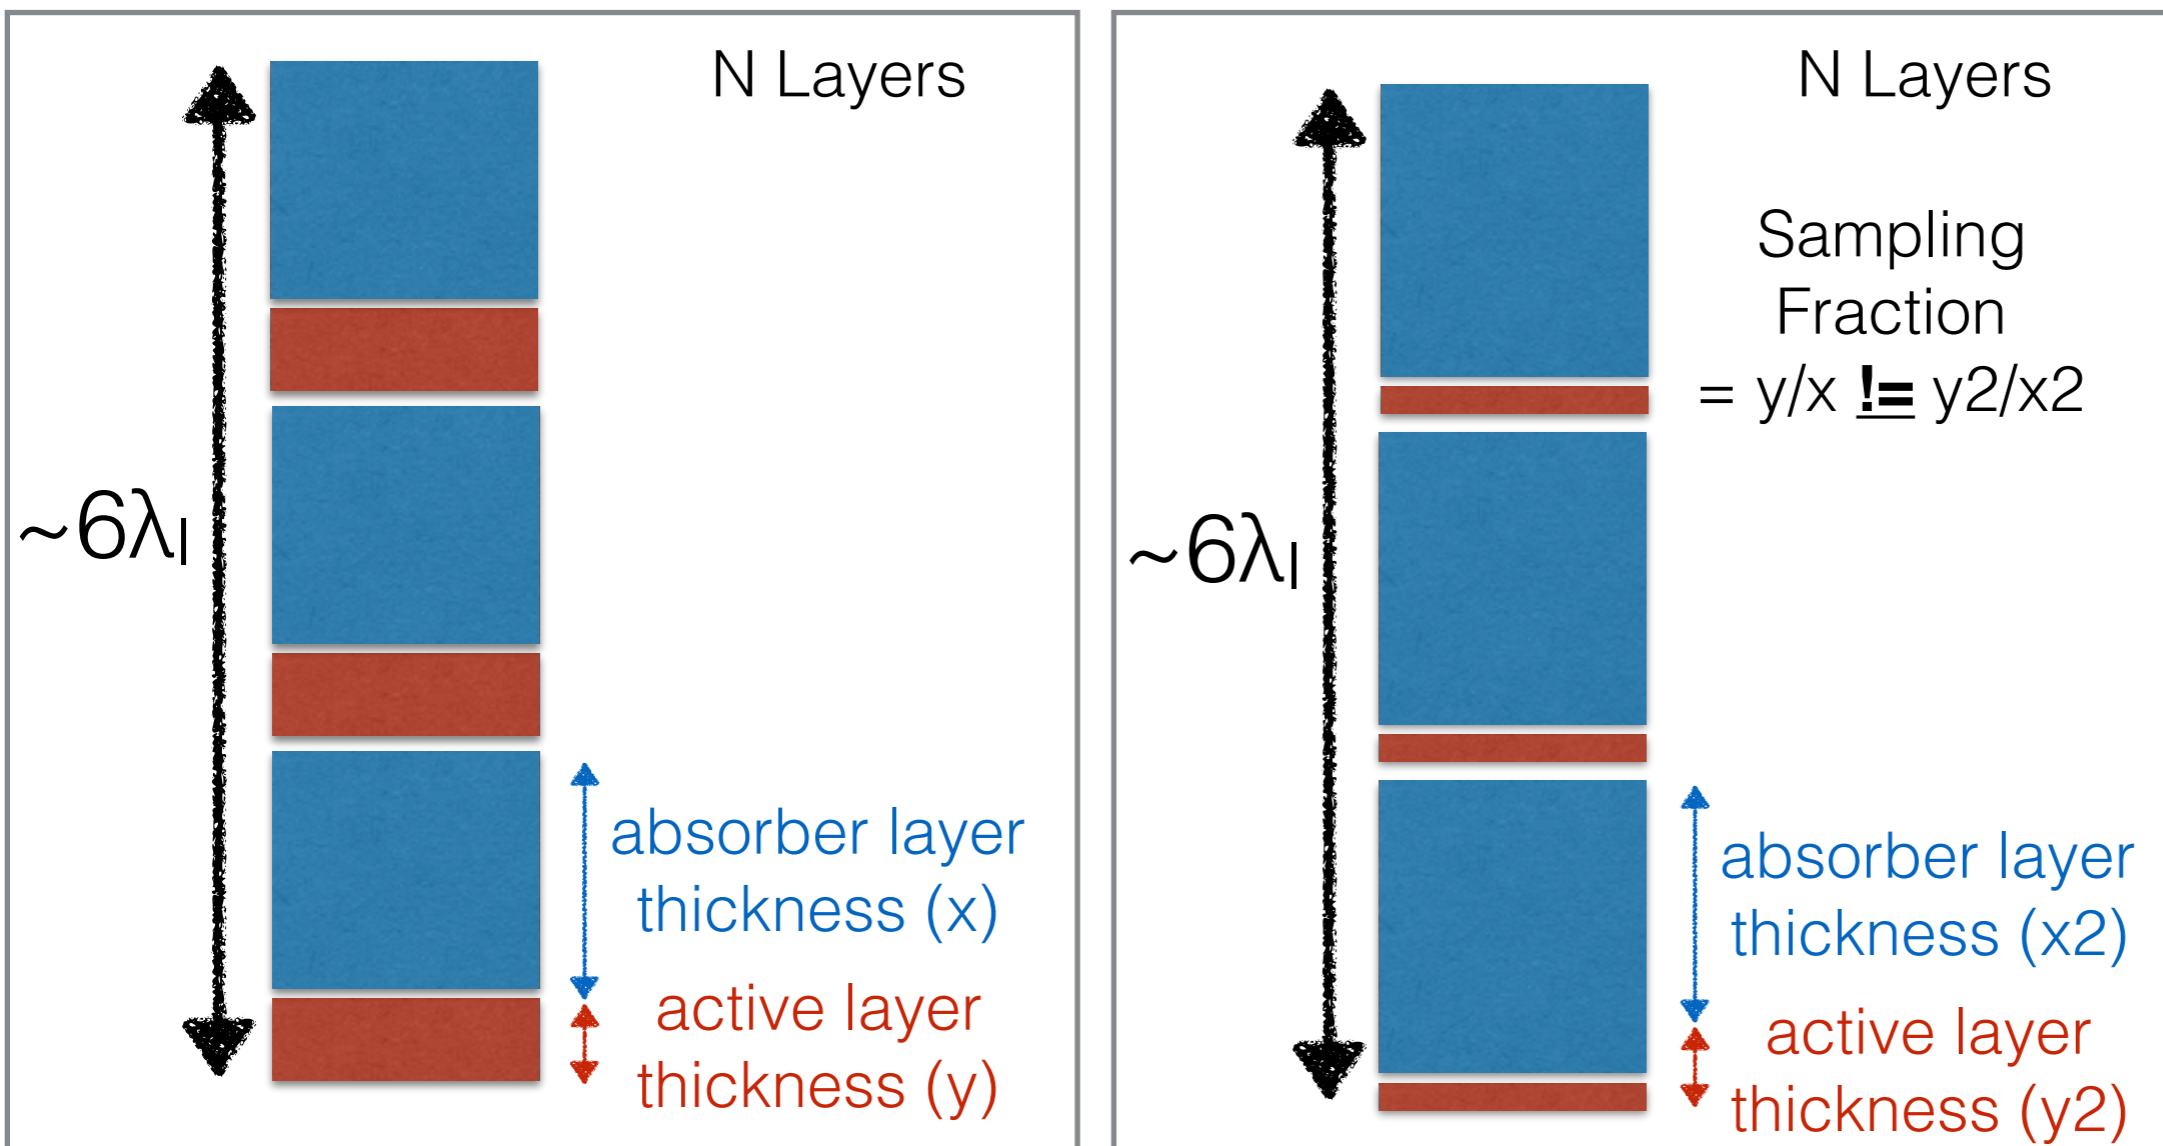 N Layers
~6λI
absorber layer
thickness (x)
active layer
thickness (y)
N Layers
Sampling
Fraction
= y/x != y2/x2
~6λI
absorber layer
thickness (x2)
active layer
thickness (y2)